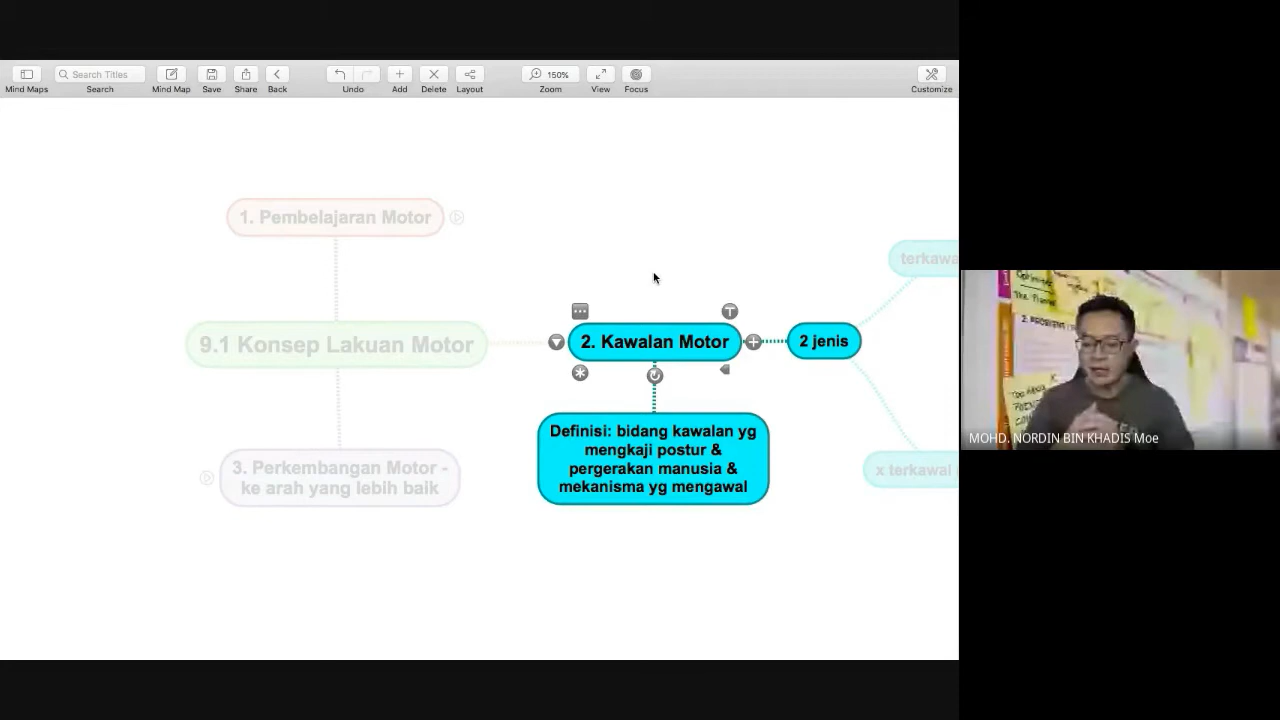 Search Titles
150%
Mind Maps
Search
Mind Map
Save
Share
Back
Undo
Add
Delete
Layout
Zoom
View
Focus
Customize
1. Pembelajaran Motor
terkawa
9.1 Konsep Lakuan Motor
2. Kawalan Motor
2 jenis
Definisi: bidang kawalan yg
mengkaji postur &
pergerakan manusia &
mekanisma yg mengawal
3. Perkembangan Motor -
ke arah yang lebih baik
x terkawal
The Planne
MOHD. NORDIN BIN KHADIS Moe